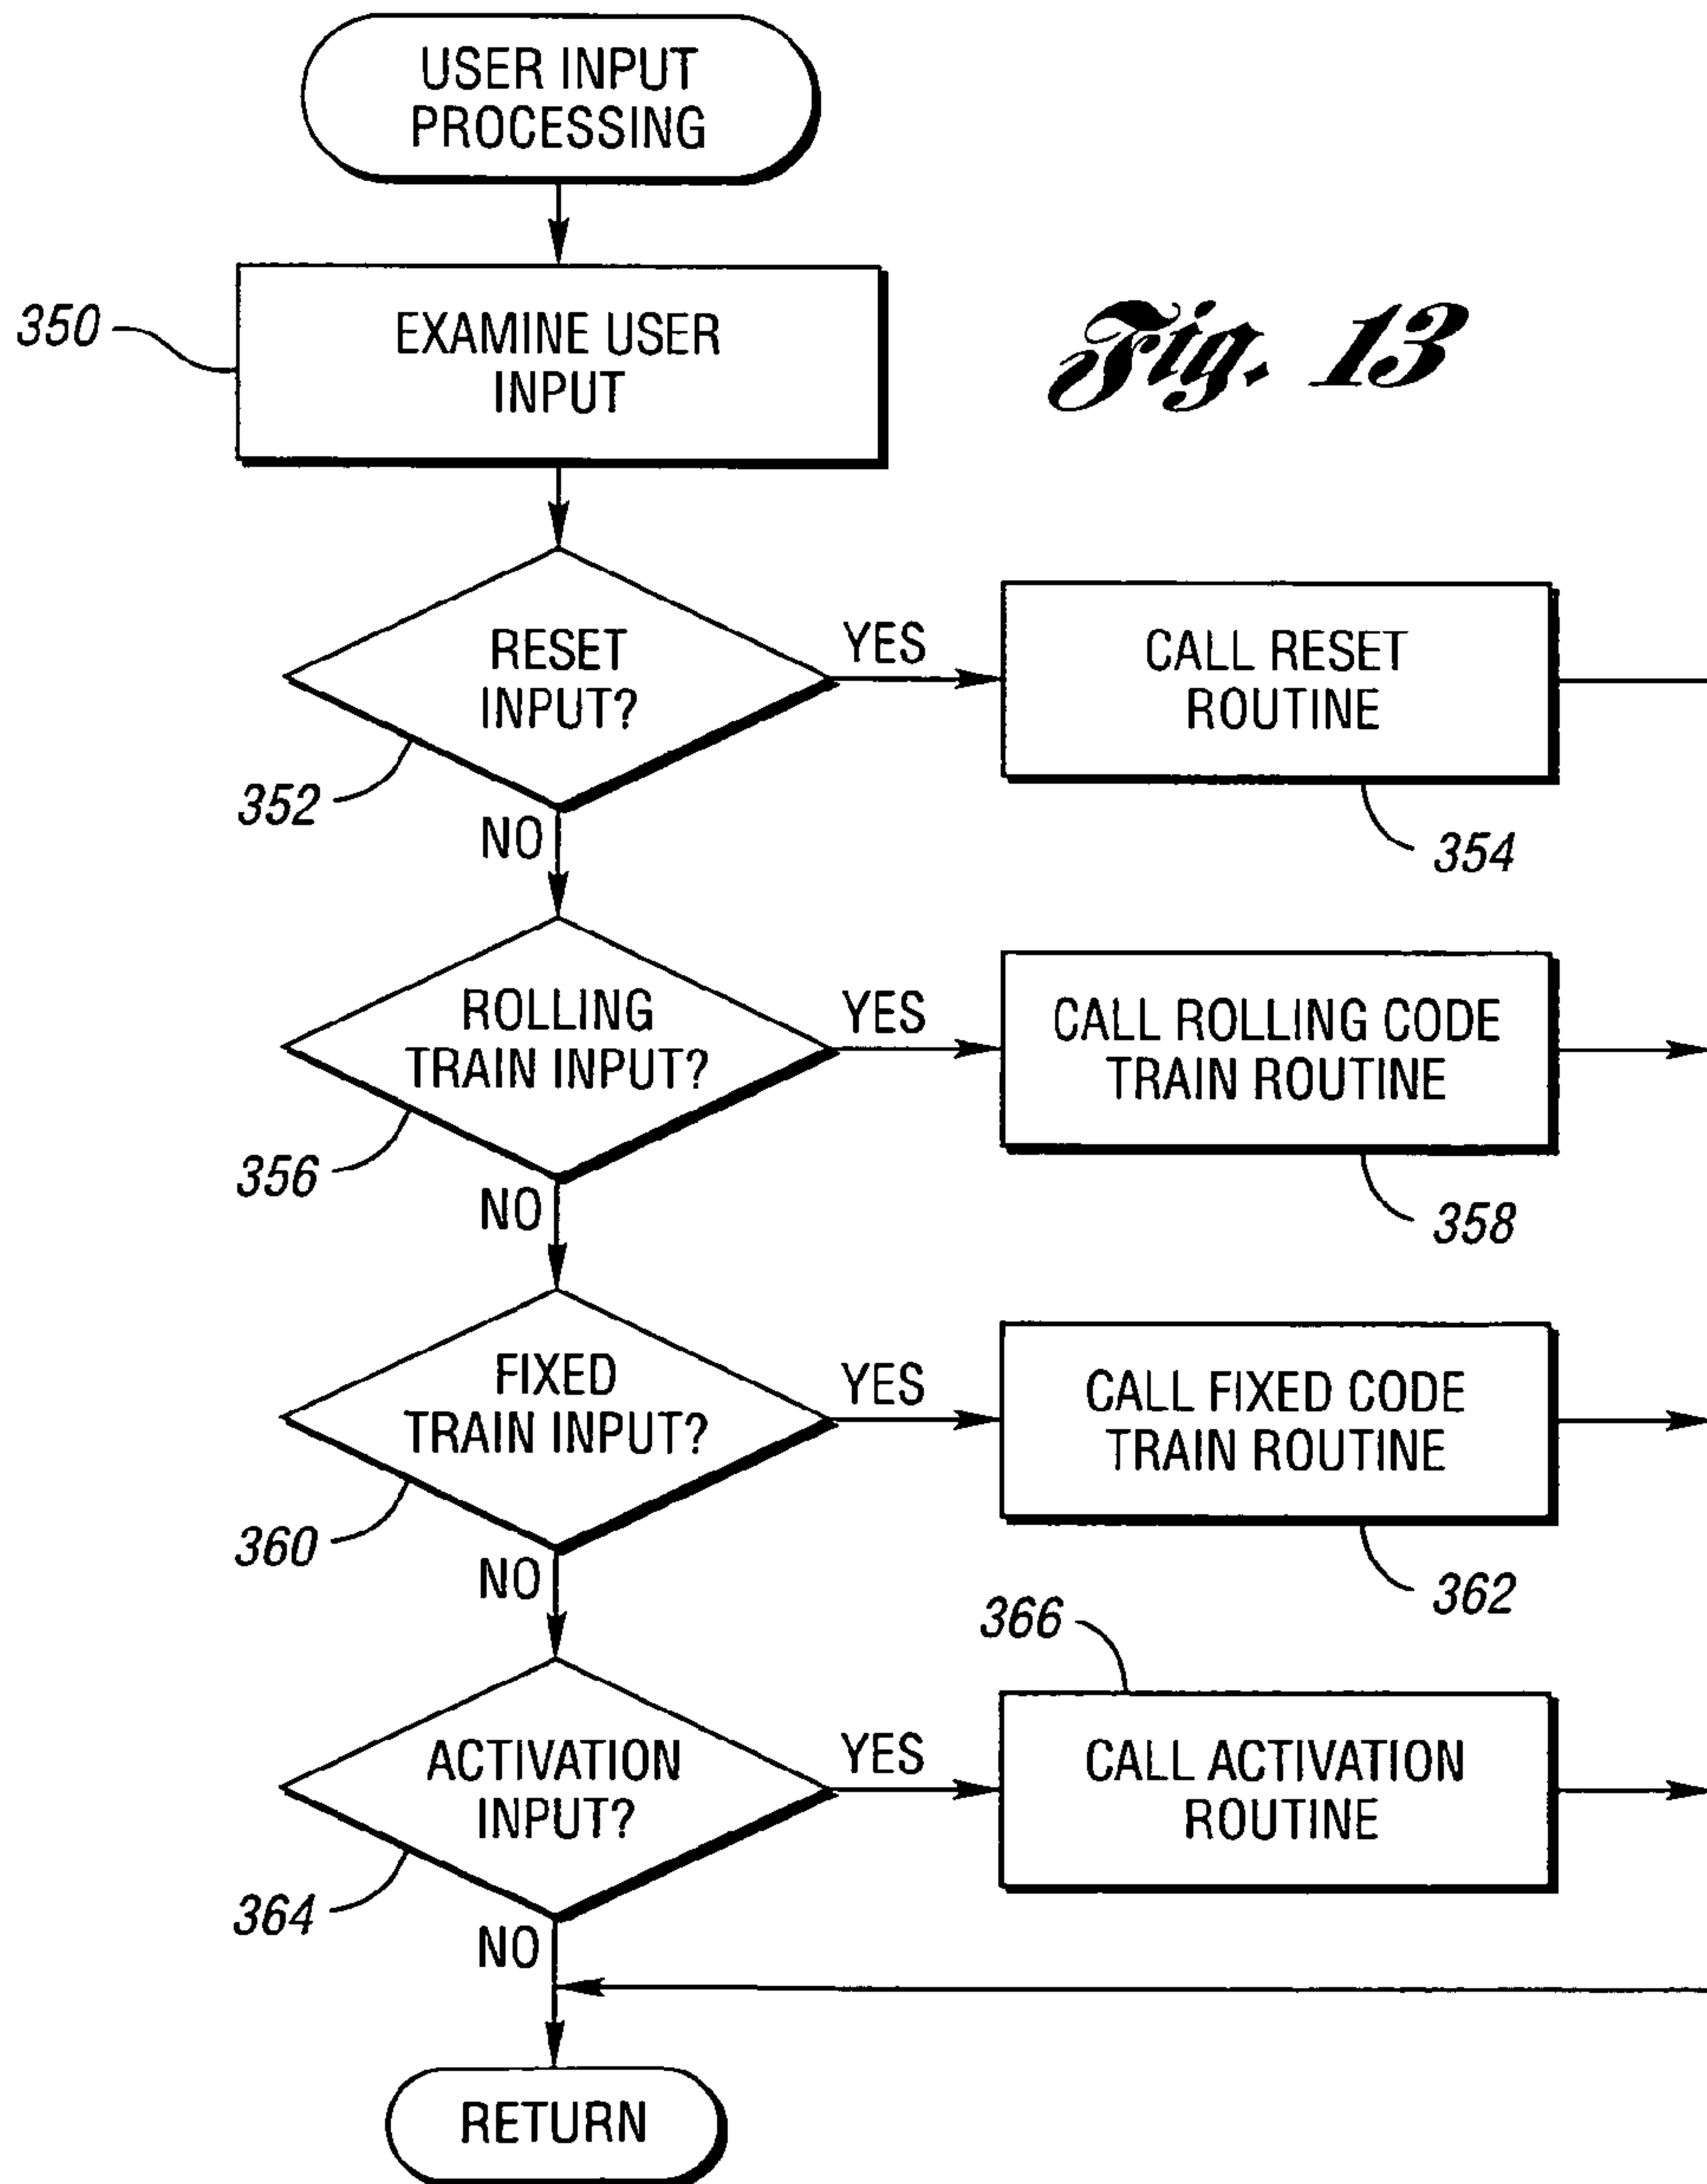 USER INPUT
PROCESSING
350
EXAMINE USER
INPUT
Fig. 13
RESET
INPUT?
352
YES
CALL RESET
ROUTINE
354
NO
ROLLING
TRAIN INPUT?
356
YES
CALL ROLLING CODE
TRAIN ROUTINE
358
NO
FIXED
TRAIN INPUT?
360
YES
CALL FIXED CODE
TRAIN ROUTINE
362
NO
ACTIVATION
INPUT?
364
YES
366
CALL ACTIVATION
ROUTINE
NO
RETURN